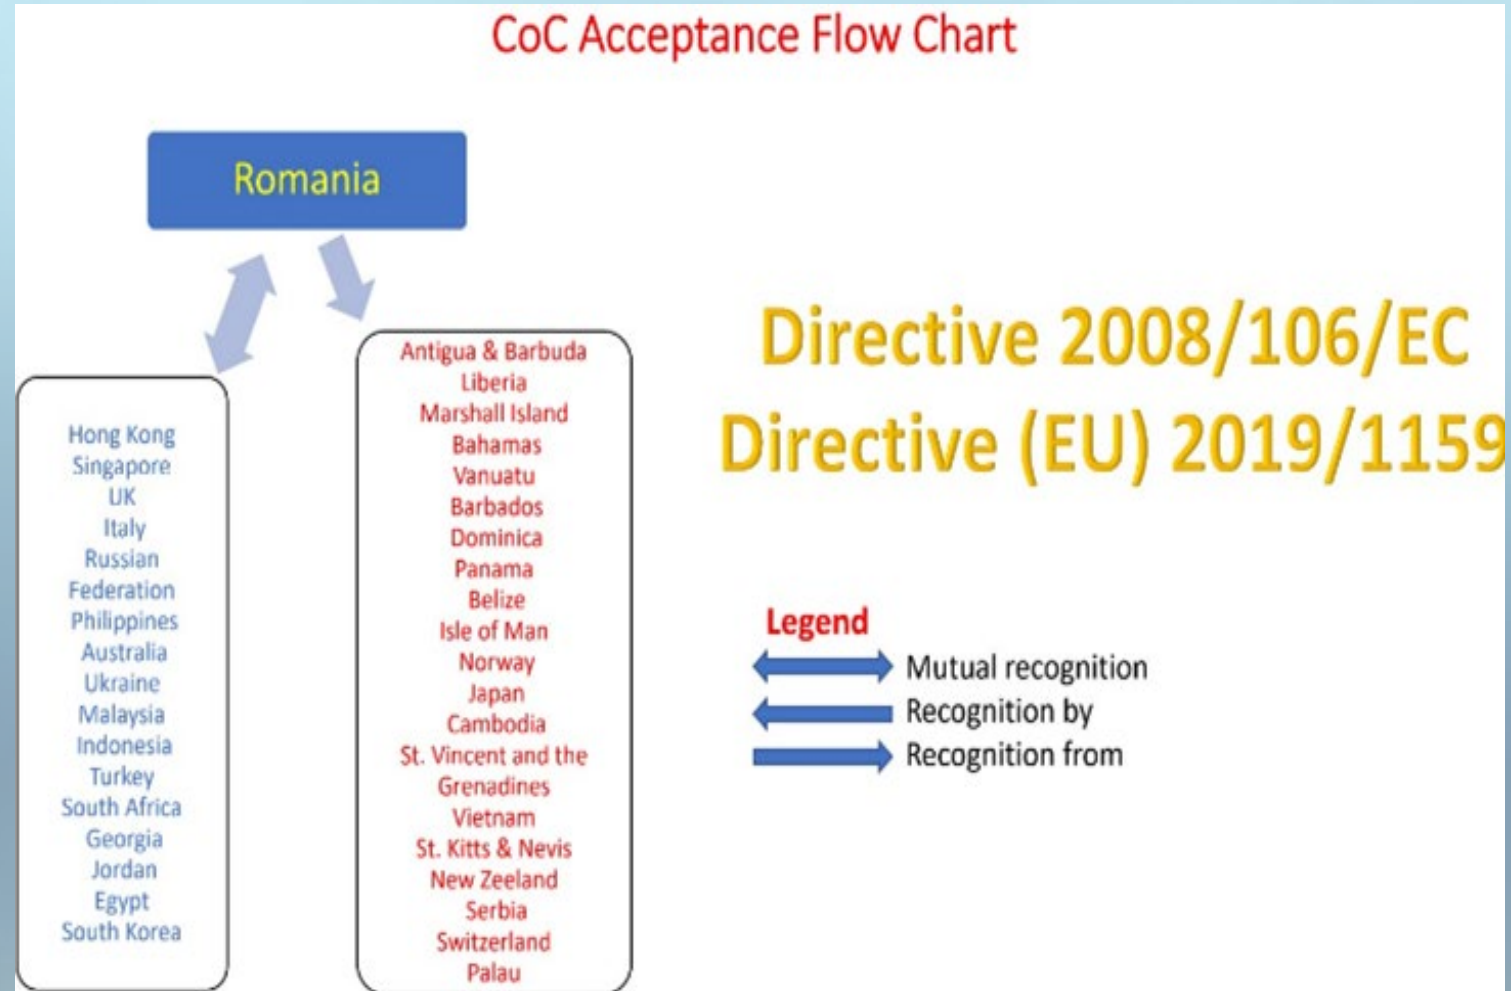 CoC Acceptance Flow Chart
Romania
Hong Kong
Singapore
UK
Italy
Russian
Federation
Philippines
Australia
Ukraine
Malaysia
Indonesia
Turkey
South Africa
Georgia
Jordan
Egypt
South Korea
Antigua & Barbuda
Liberia
Marshall Island
Bahamas
Vanuatu
Barbados
Dominica
Panama
Belize
Isle of Man
Norway
Japan
Cambodia
St. Vincent and the
Grenadines
Vietnam
St. Kitts & Nevis
New Zeeland
Serbia
Switzerland
Palau
Directive 2008/106/EC
Directive (EU) 2019/1159
Legend
Mutual recognition
Recognition by
Recognition from